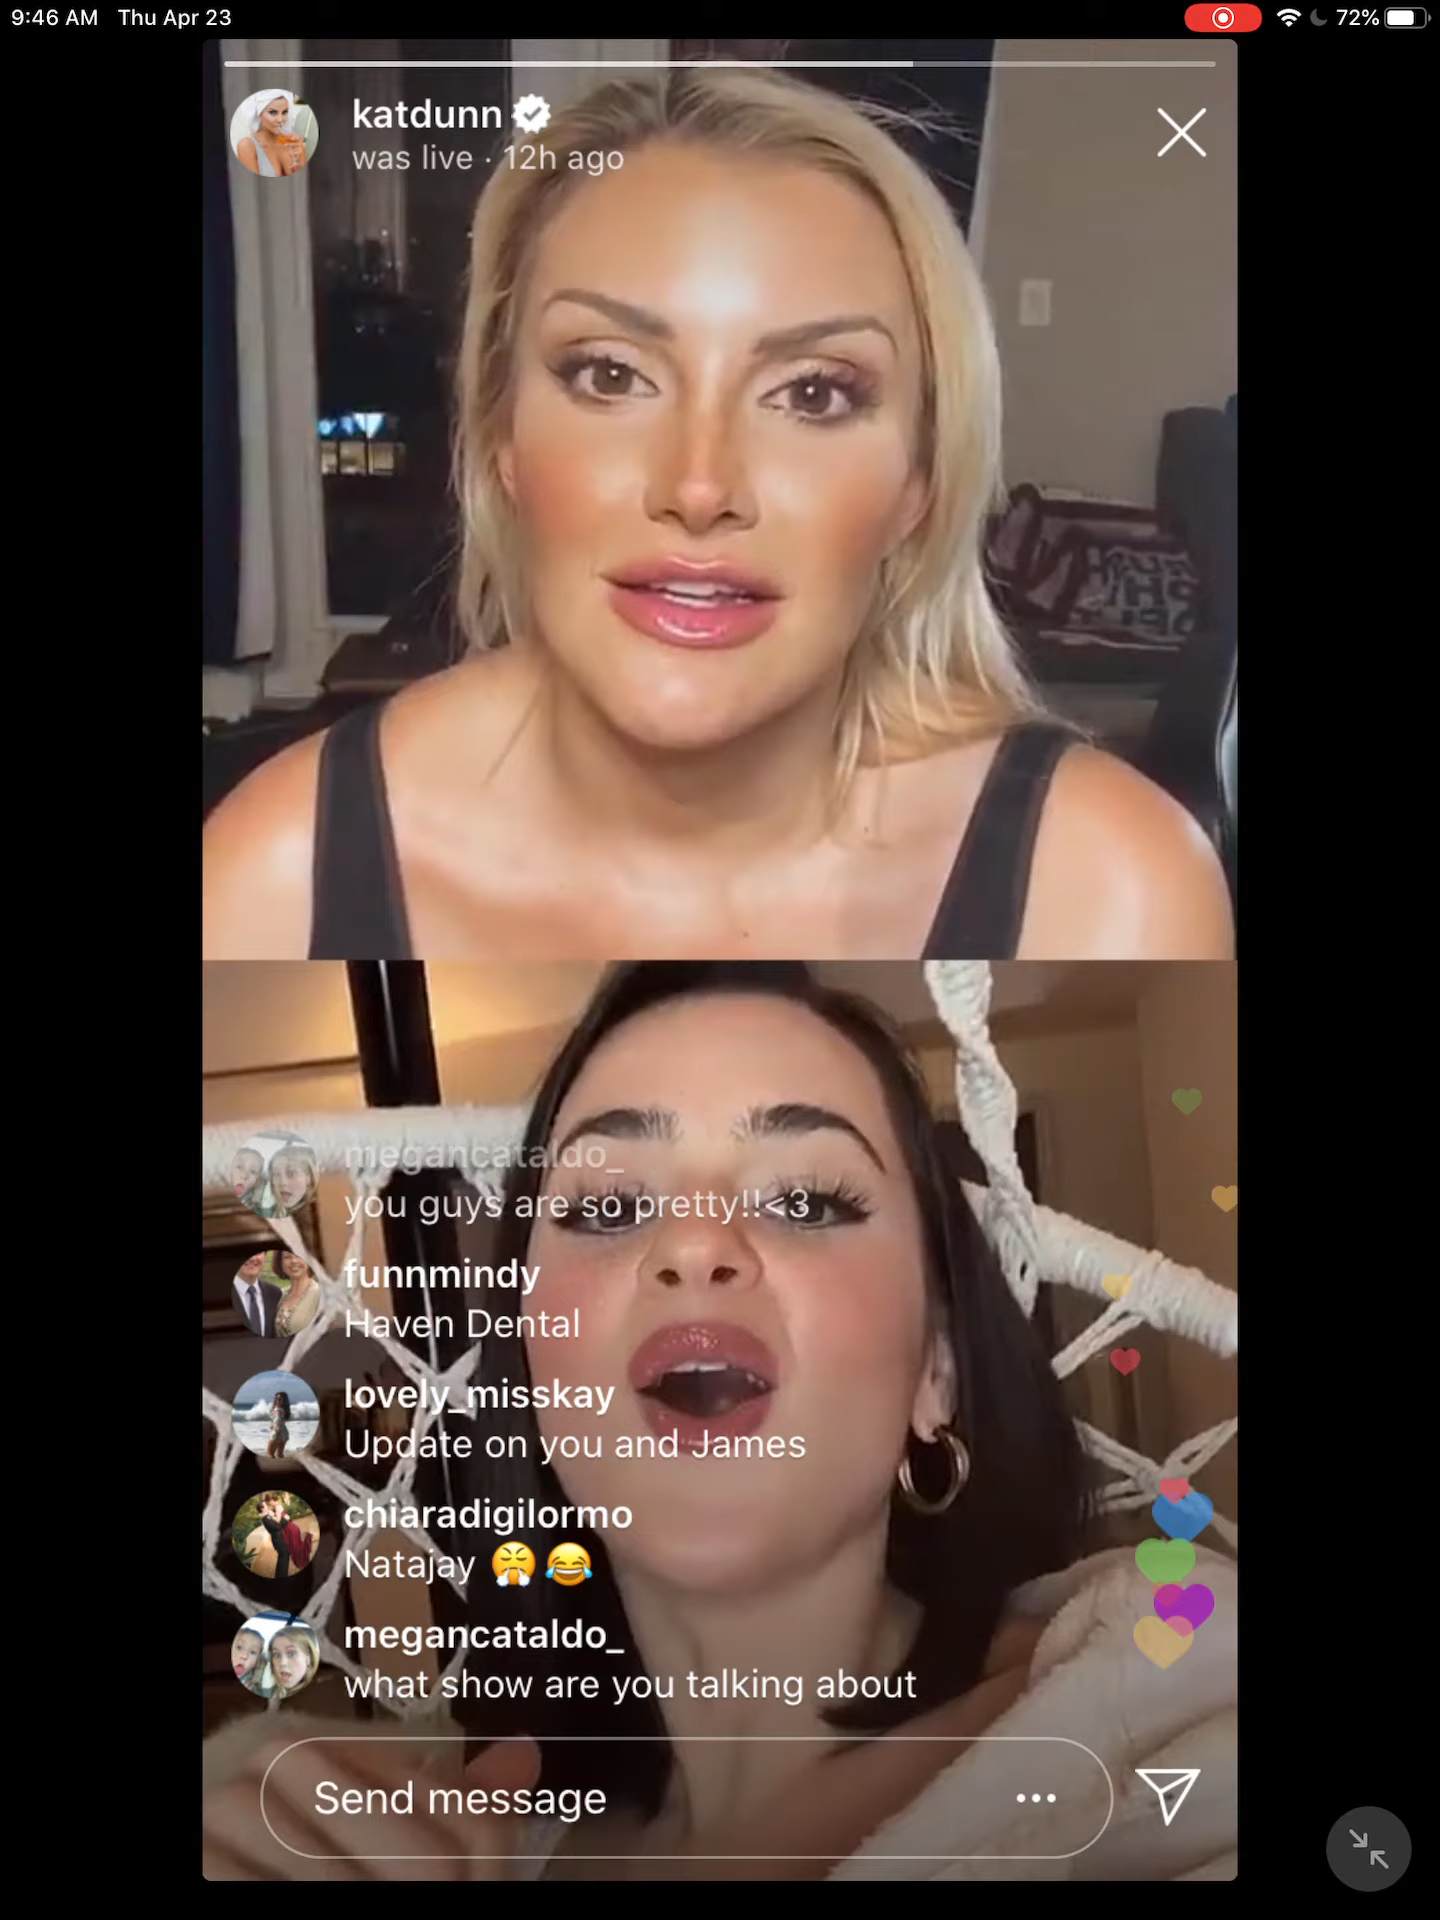 9:46 AM Thu Apr 23
72%
katdunn
was live · 12h ago
megancataldo_
you guys are so pretty!!<3
funnmindy
Haven Dental
lovely_misskay
Update on you and James
chiaradigilormo
Natajay 😤😂
megancataldo_
what show are you talking about
Send message